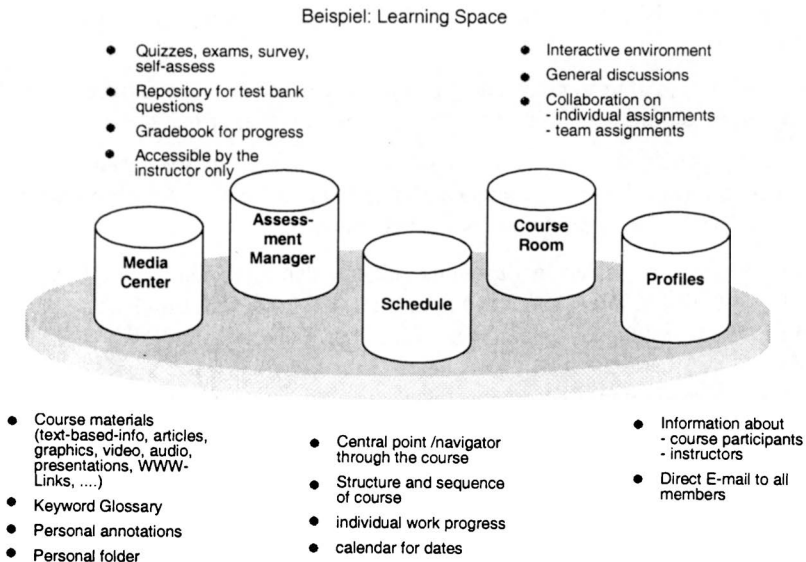 Beispiel: Learning Space
● Quizzes, exams, survey,
self-assess
● Repository for test bank
questions
● Gradebook for progress
● Accessible by the
instructor only
● Interactive environment
● General discussions
● Collaboration on
- individual assignments
- team assignments
Media
Center
Assess-
ment
Manager
Schedule
Course
Room
Profiles
● Course materials
(text-based-info, articles,
graphics, video, audio,
presentations, WWW-
Links, ....)
● Keyword Glossary
● Personal annotations
● Personal folder
● Central point /navigator
through the course
● Structure and sequence
of course
● individual work progress
● calendar for dates
● Information about
- course participants
- instructors
● Direct E-mail to all
members